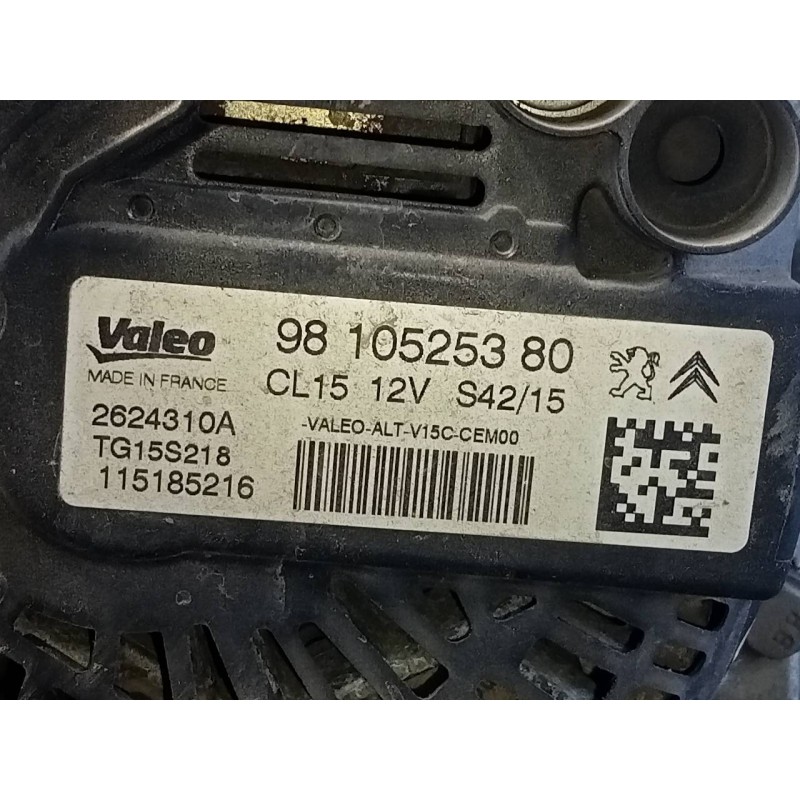 Valeo
MADE IN FRANCE
98 105253 80
CL15 12V S42/15
2624310A
TG15S218
115185216
-VALEO-ALT-V15C-CEM00